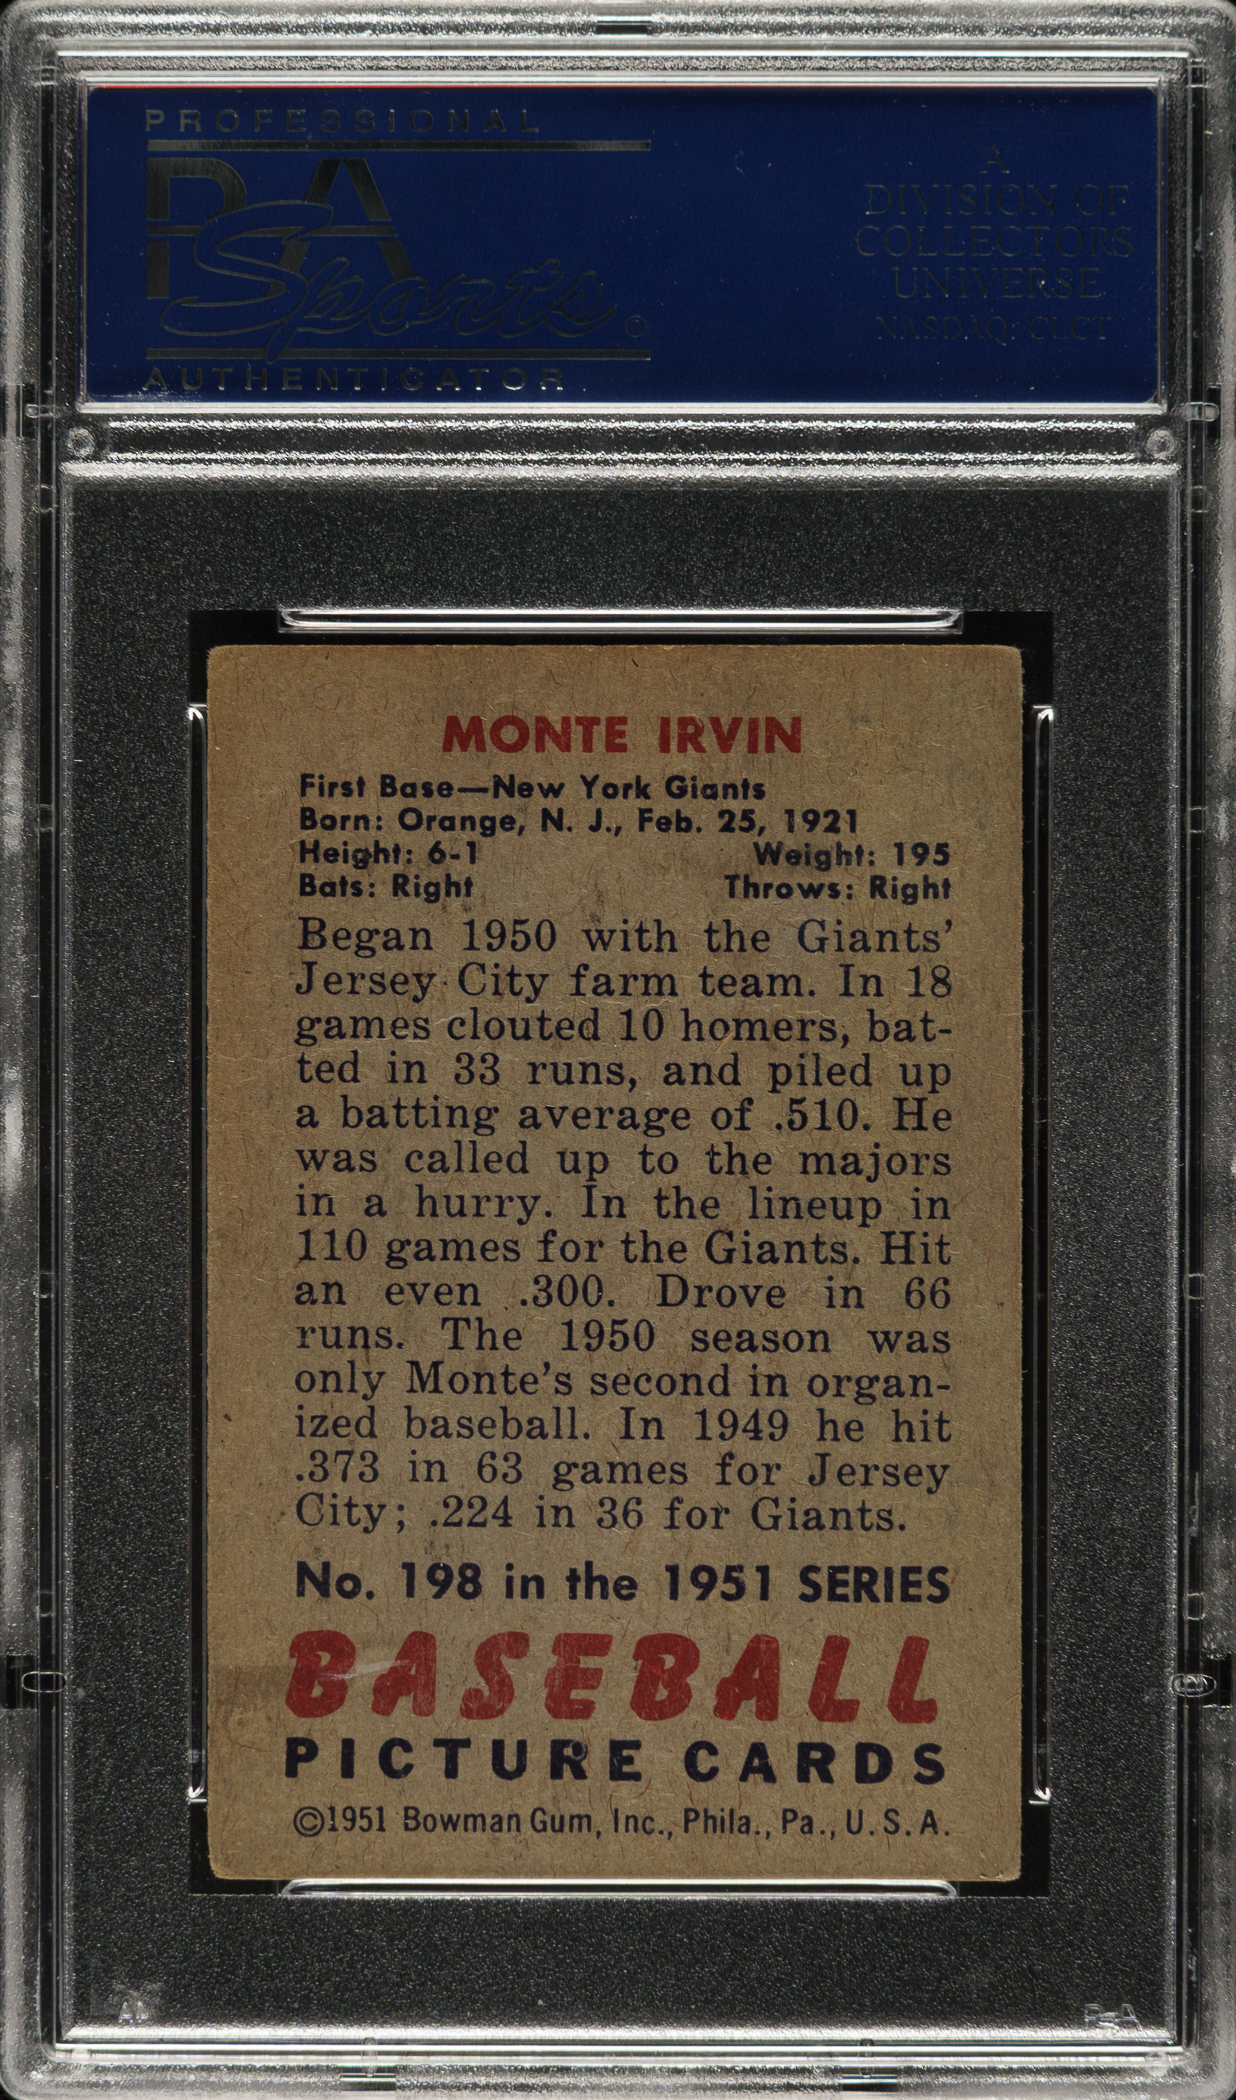 PROFESSIONAL
PSA
Sports ©
AUTHENTICATOR
A
DIVISION OF
COLLECTORS
UNIVERSE
NASDAQ: CLCT
MONTE IRVIN
First Base—New York Giants
Born: Orange, N. J., Feb. 25, 1921
Height: 6-1 Weight: 195
Bats: Right Throws: Right
Began 1950 with the Giants'
Jersey City farm team. In 18
games clouted 10 homers, bat-
ted in 33 runs, and piled up
a batting average of .510. He
was called up to the majors
in a hurry. In the lineup in
110 games for the Giants. Hit
an even .300. Drove in 66
runs. The 1950 season was
only Monte's second in organ-
ized baseball. In 1949 he hit
.373 in 63 games for Jersey
City; .224 in 36 for Giants.
No. 198 in the 1951 SERIES
BASEBALL
PICTURE CARDS
©1951 Bowman Gum, Inc., Phila., Pa., U. S. A.
PSA